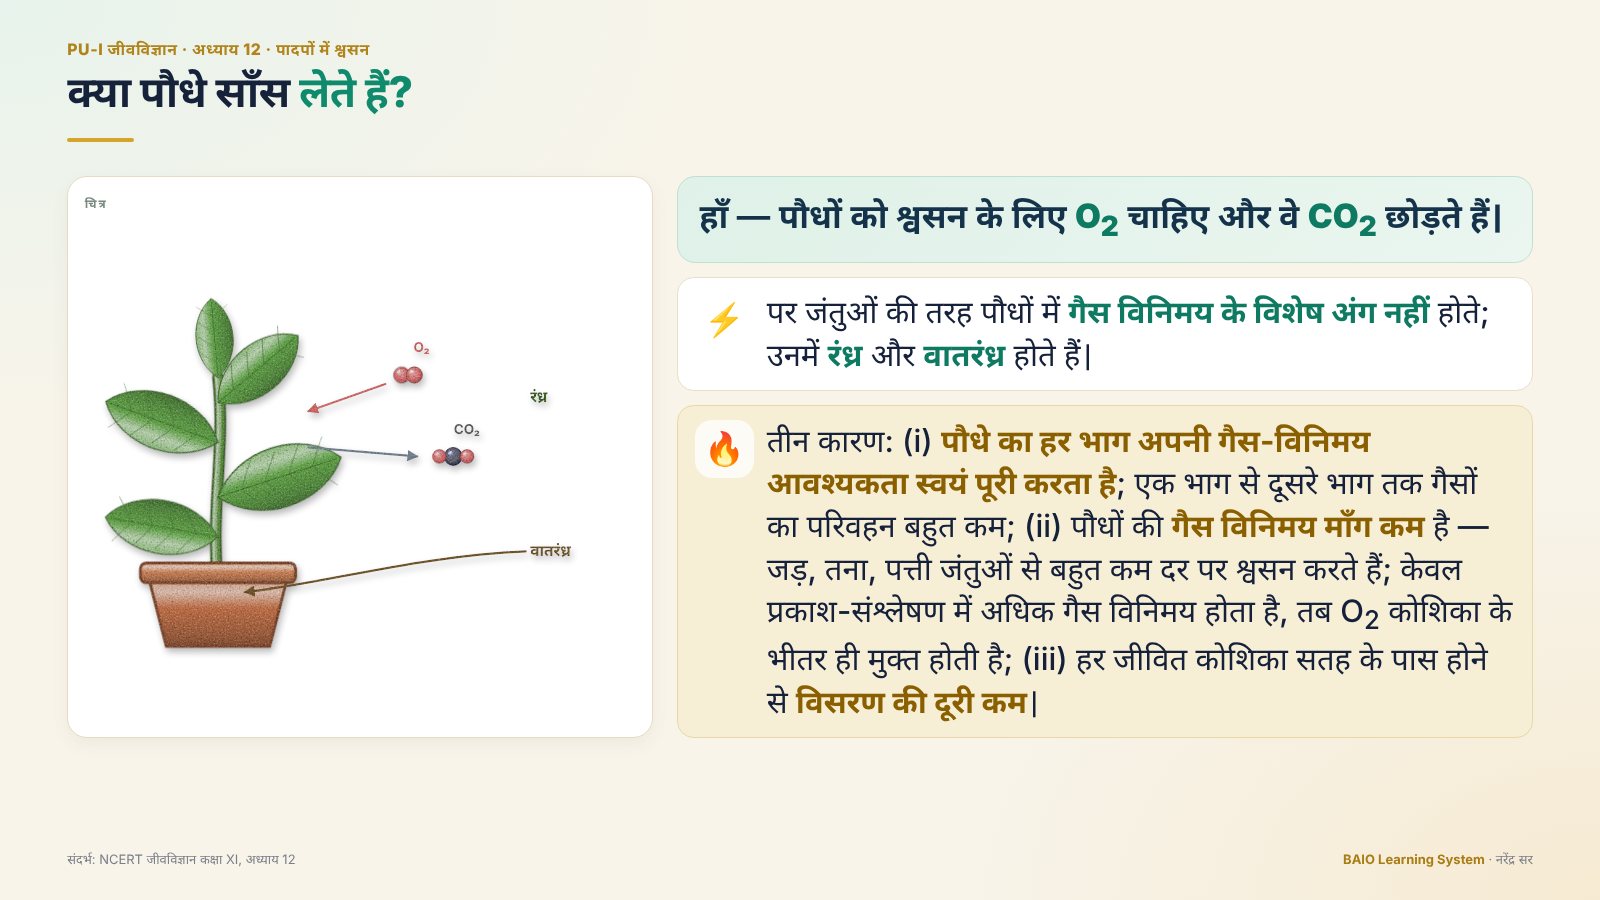 PU-I जीवविज्ञान · अध्याय 12 · पादपों में श्वसन
क्या पौधे साँस लेते हैं?
चित्र
O₂
रंध्र
CO₂
वातरंध्र
हाँ — पौधों को श्वसन के लिए O₂ चाहिए और वे CO₂ छोड़ते हैं|
⚡ पर जंतुओं की तरह पौधों में गैस विनिमय के विशेष अंग नहीं होते;
उनमें रंध्र और वातरंध्र होते हैं|
🔥 तीन कारण: (i) पौधे का हर भाग अपनी गैस-विनिमय
आवश्यकता स्वयं पूरी करता है; एक भाग से दूसरे भाग तक गैसों
का परिवहन बहुत कम; (ii) पौधों की गैस विनिमय माँग कम है —
जड़, तना, पत्ती जंतुओं से बहुत कम दर पर श्वसन करते हैं; केवल
प्रकाश-संश्लेषण में अधिक गैस विनिमय होता है, तब O₂ कोशिका के
भीतर ही मुक्त होती है; (iii) हर जीवित कोशिका सतह के पास होने
से विसरण की दूरी कम|
संदर्भ: NCERT जीवविज्ञान कक्षा XI, अध्याय 12
BAIO Learning System · नरेंद्र सर